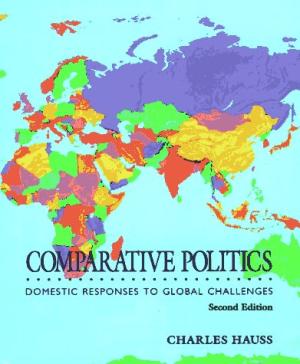 COMPARATIVE POLITICS
DOMESTIC RESPONSES TO GLOBAL CHALLENGES
Second Edition
CHARLES HAUSS